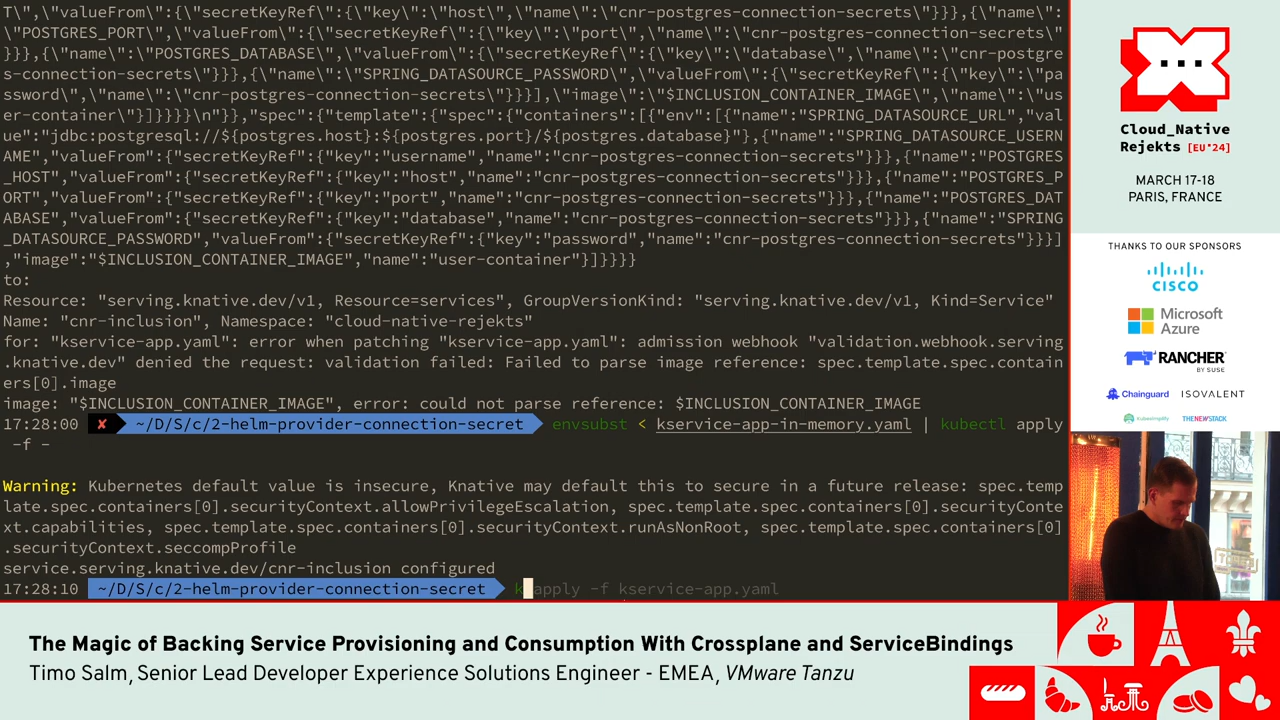 T\",\"valueFrom\":{\"secretKeyRef\":{\"key\":\"host\",\"name\":\"cnr-postgres-connection-secrets\"}}},{\"name\":
\"POSTGRES_PORT\",\"valueFrom\":{\"secretKeyRef\":{\"key\":\"port\",\"name\":\"cnr-postgres-connection-secrets\"
}}},{\"name\":\"POSTGRES_DATABASE\",\"valueFrom\":{\"secretKeyRef\":{\"key\":\"database\",\"name\":\"cnr-postgre
s-connection-secrets\"}}},{\"name\":\"SPRING_DATASOURCE_PASSWORD\",\"valueFrom\":{\"secretKeyRef\":{\"key\":\"pa
ssword\",\"name\":\"cnr-postgres-connection-secrets\"}}}],\"image\":\"$INCLUSION_CONTAINER_IMAGE\",\"name\":\"us
er-container\"}]}}}}\n"}},"spec":{"template":{"spec":{"containers":[{"env":[{"name":"SPRING_DATASOURCE_URL","val
ue":"jdbc:postgresql://${postgres.host}:${postgres.port}/${postgres.database}"},{"name":"SPRING_DATASOURCE_USERN
AME","valueFrom":{"secretKeyRef":{"key":"username","name":"cnr-postgres-connection-secrets"}}},{"name":"POSTGRES
_HOST","valueFrom":{"secretKeyRef":{"key":"host","name":"cnr-postgres-connection-secrets"}}},{"name":"POSTGRES_P
ORT","valueFrom":{"secretKeyRef":{"key":"port","name":"cnr-postgres-connection-secrets"}}},{"name":"POSTGRES_DAT
ABASE","valueFrom":{"secretKeyRef":{"key":"database","name":"cnr-postgres-connection-secrets"}}},{"name":"SPRING
_DATASOURCE_PASSWORD","valueFrom":{"secretKeyRef":{"key":"password","name":"cnr-postgres-connection-secrets"}}}]
,"image":"$INCLUSION_CONTAINER_IMAGE","name":"user-container"}]}}}}
to:
Resource: "serving.knative.dev/v1, Resource=services", GroupVersionKind: "serving.knative.dev/v1, Kind=Service"
Name: "cnr-inclusion", Namespace: "cloud-native-rejekts"
for: "kservice-app.yaml": error when patching "kservice-app.yaml": admission webhook "validation.webhook.serving
.knative.dev" denied the request: validation failed: Failed to parse image reference: spec.template.spec.contain
ers[0].image
image: "$INCLUSION_CONTAINER_IMAGE", error: could not parse reference: $INCLUSION_CONTAINER_IMAGE
17:28:00 ✘ ~/D/S/c/2-helm-provider-connection-secret envsubst < kservice-app-in-memory.yaml | kubectl apply
-f -
Warning: Kubernetes default value is insecure, Knative may default this to secure in a future release: spec.temp
late.spec.containers[0].securityContext.allowPrivilegeEscalation, spec.template.spec.containers[0].securityConte
xt.capabilities, spec.template.spec.containers[0].securityContext.runAsNonRoot, spec.template.spec.containers[0]
.securityContext.seccompProfile
service.serving.knative.dev/cnr-inclusion configured
17:28:10 ~/D/S/c/2-helm-provider-connection-secret k apply -f kservice-app.yaml
Cloud_Native
Rejekts [EU*24]
MARCH 17-18
PARIS, FRANCE
THANKS TO OUR SPONSORS
CISCO
Microsoft
Azure
RANCHER
BY SUSE
Chainguard ISOVALENT
kubesimplify THENEWSTACK
The Magic of Backing Service Provisioning and Consumption With Crossplane and ServiceBindings
Timo Salm, Senior Lead Developer Experience Solutions Engineer - EMEA, VMware Tanzu